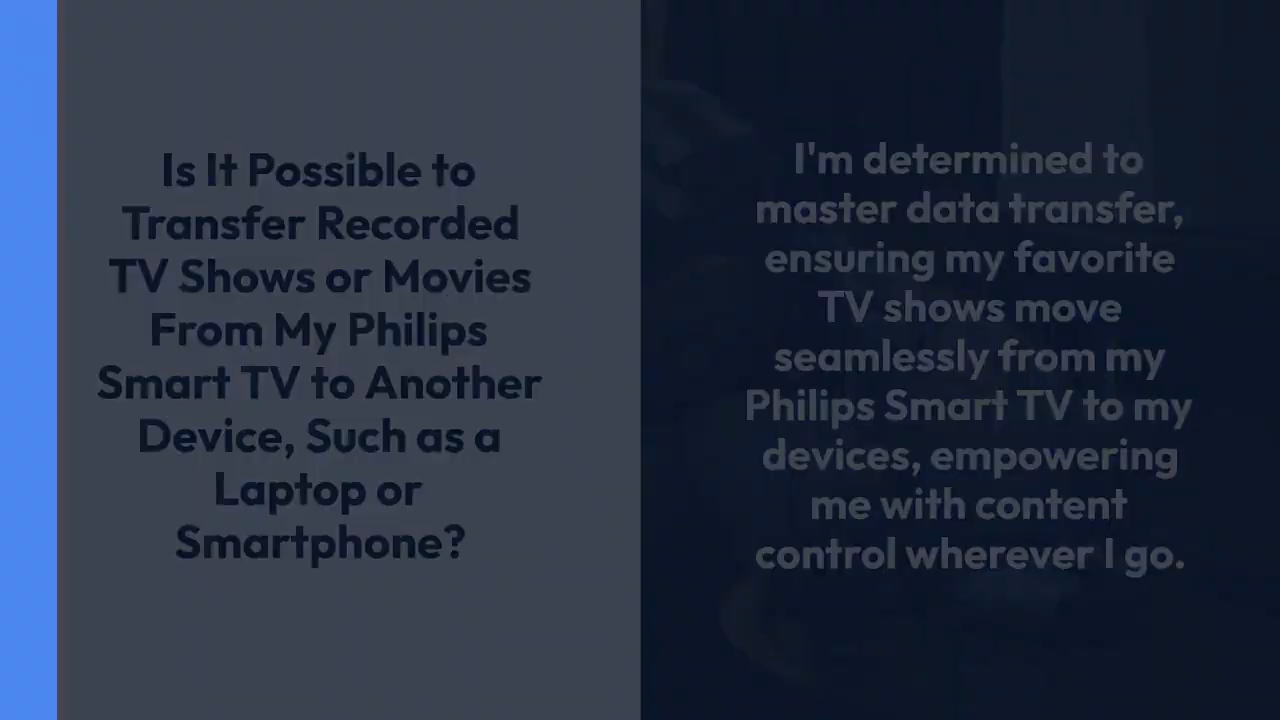 Is It Possible to
Transfer Recorded
TV Shows or Movies
From My Philips
Smart TV to Another
Device, Such as a
Laptop or
Smartphone?
I'm determined to
master data transfer,
ensuring my favorite
TV shows move
seamlessly from my
Philips Smart TV to my
devices, empowering
me with content
control wherever I go.